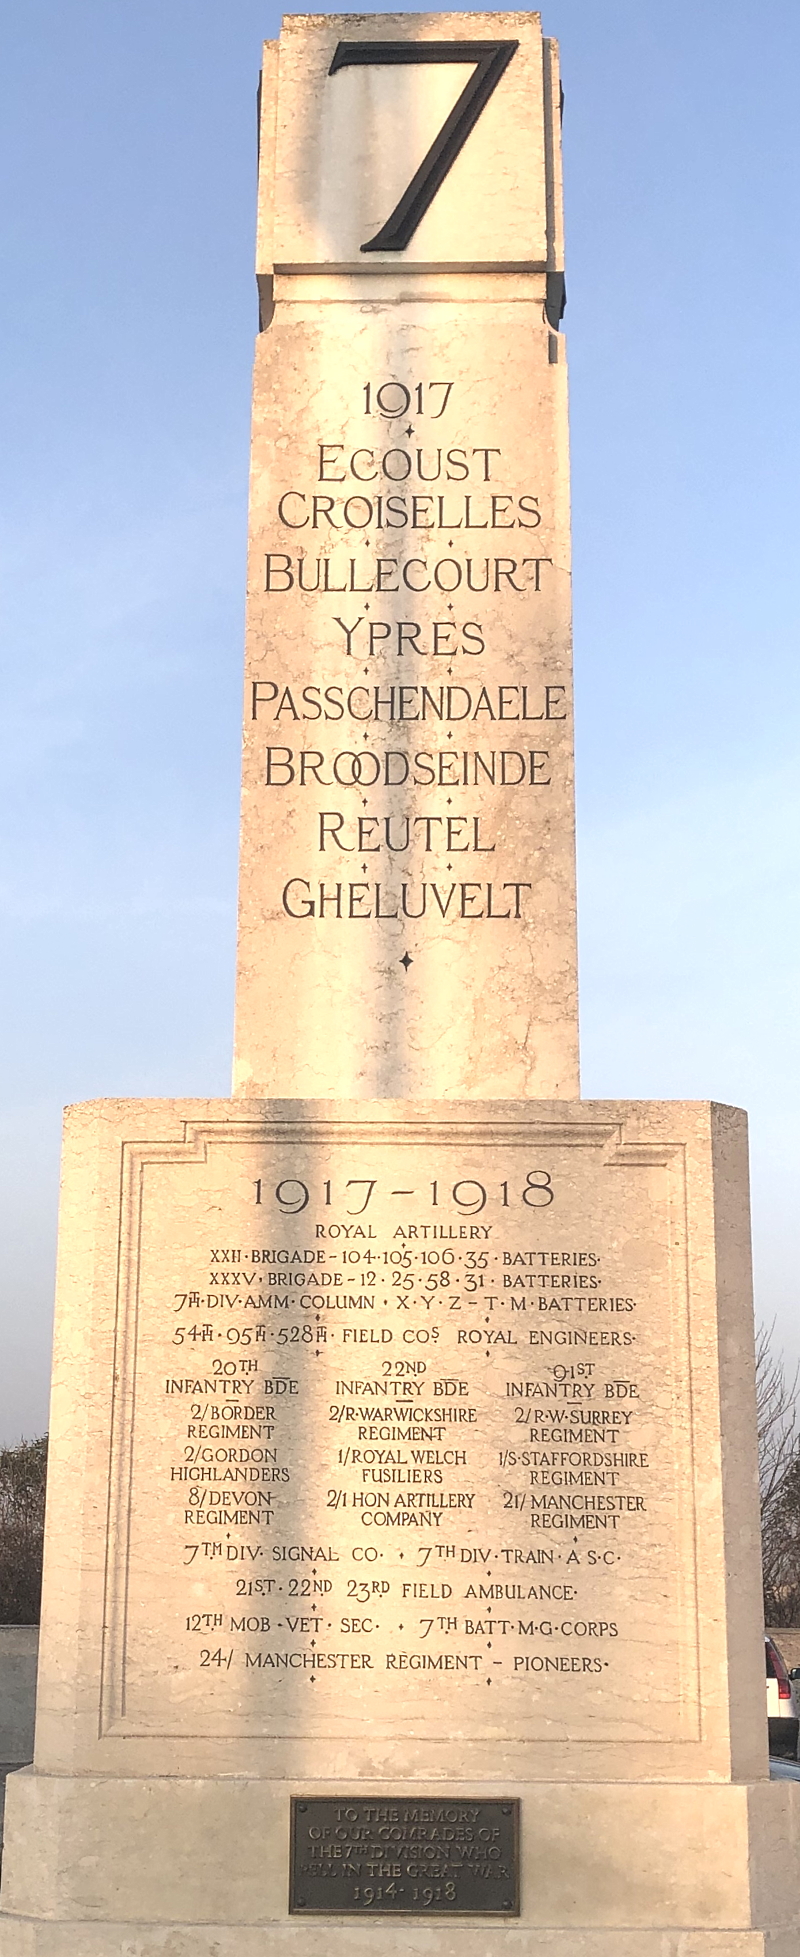 7
1917
ECOUST
CROISELLES
BULLECOURT
YPRES
PASSCHENDAELE
BROODSEINDE
REUTEL
GHELUVELT
1917-1918
ROYAL ARTILLERY
XXII·BRIGADE-104·105·106·35·BATTERIES·
XXXV·BRIGADE-12·25·58·31·BATTERIES·
7TH·DIV·AMM·COLUMN·X·Y·Z-T·M·BATTERIES·
54TH·95TH·528TH·FIELD COS ROYAL ENGINEERS·
20TH 22ND 91ST
INFANTRY BDE INFANTRY BDE INFANTRY BDE
2/BORDER 2/R·WARWICKSHIRE 2/R·W·SURREY
REGIMENT REGIMENT REGIMENT
2/GORDON 1/ROYAL WELCH 1/S·STAFFORDSHIRE
HIGHLANDERS FUSILIERS REGIMENT
8/DEVON 2/1 HON ARTILLERY 21/MANCHESTER
REGIMENT COMPANY REGIMENT
7TH DIV· SIGNAL CO· · 7TH DIV·TRAIN·A S·C·
21ST·22ND 23RD FIELD AMBULANCE·
12TH MOB·VET·SEC· · 7TH BATT·M·G·CORPS
24/ MANCHESTER REGIMENT - PIONEERS·
TO THE MEMORY
OF OUR COMRADES OF
THE 7TH DIVISION WHO
FELL IN THE GREAT WAR
1914-1918